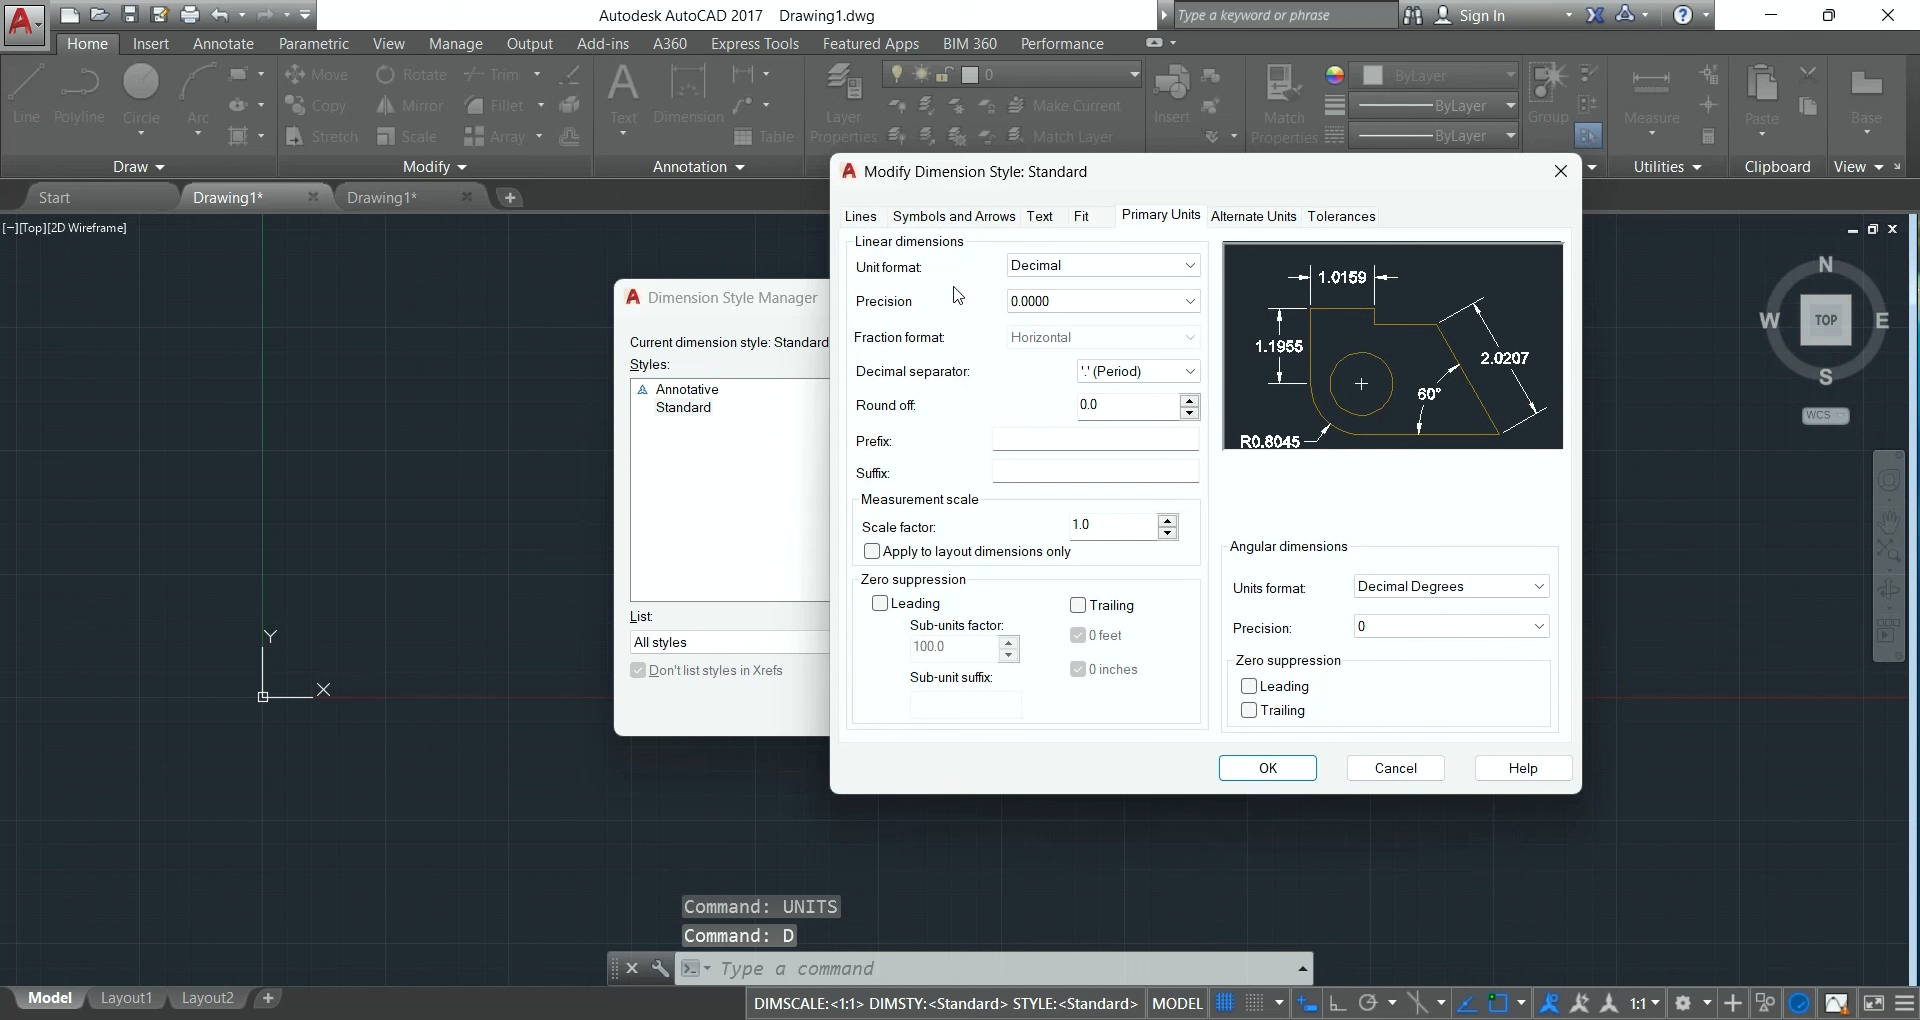 Autodesk AutoCAD 2017 Drawing1.dwg
Type a keyword or phrase
Sign In
Home Insert Annotate Parametric View Manage Output Add-ins A360 Express Tools Featured Apps BIM 360 Performance
Line Polyline Circle Arc
Move Rotate Trim
Copy Mirror Fillet
Stretch Scale Array
Text Dimension Table
Layer Properties
0
Make Current
Match Layer
Insert
Match Properties
ByLayer
ByLayer
ByLayer
Group
Measure
Paste
Base
Draw Modify Annotation Utilities Clipboard View
Start Drawing1* Drawing1*
[−][Top][2D Wireframe]
N
W TOP E
S
WCS
Y
X
Dimension Style Manager
Current dimension style: Standard
Styles:
Annotative
Standard
List:
All styles
Don't list styles in Xrefs
Modify Dimension Style: Standard
Lines Symbols and Arrows Text Fit Primary Units Alternate Units Tolerances
Linear dimensions
Unit format: Decimal
Precision 0.0000
Fraction format: Horizontal
Decimal separator: '.' (Period)
Round off: 0.0
Prefix:
Suffix:
Measurement scale
Scale factor: 1.0
Apply to layout dimensions only
Zero suppression
Leading Trailing
Sub-units factor: 0 feet
100.0
Sub-unit suffix: 0 inches
1.0159
1.1955
2.0207
60°
R0.8045
Angular dimensions
Units format: Decimal Degrees
Precision: 0
Zero suppression
Leading
Trailing
OK Cancel Help
Command: UNITS
Command: D
Type a command
Model Layout1 Layout2
DIMSCALE:<1:1> DIMSTY:<Standard> STYLE:<Standard> MODEL 1:1